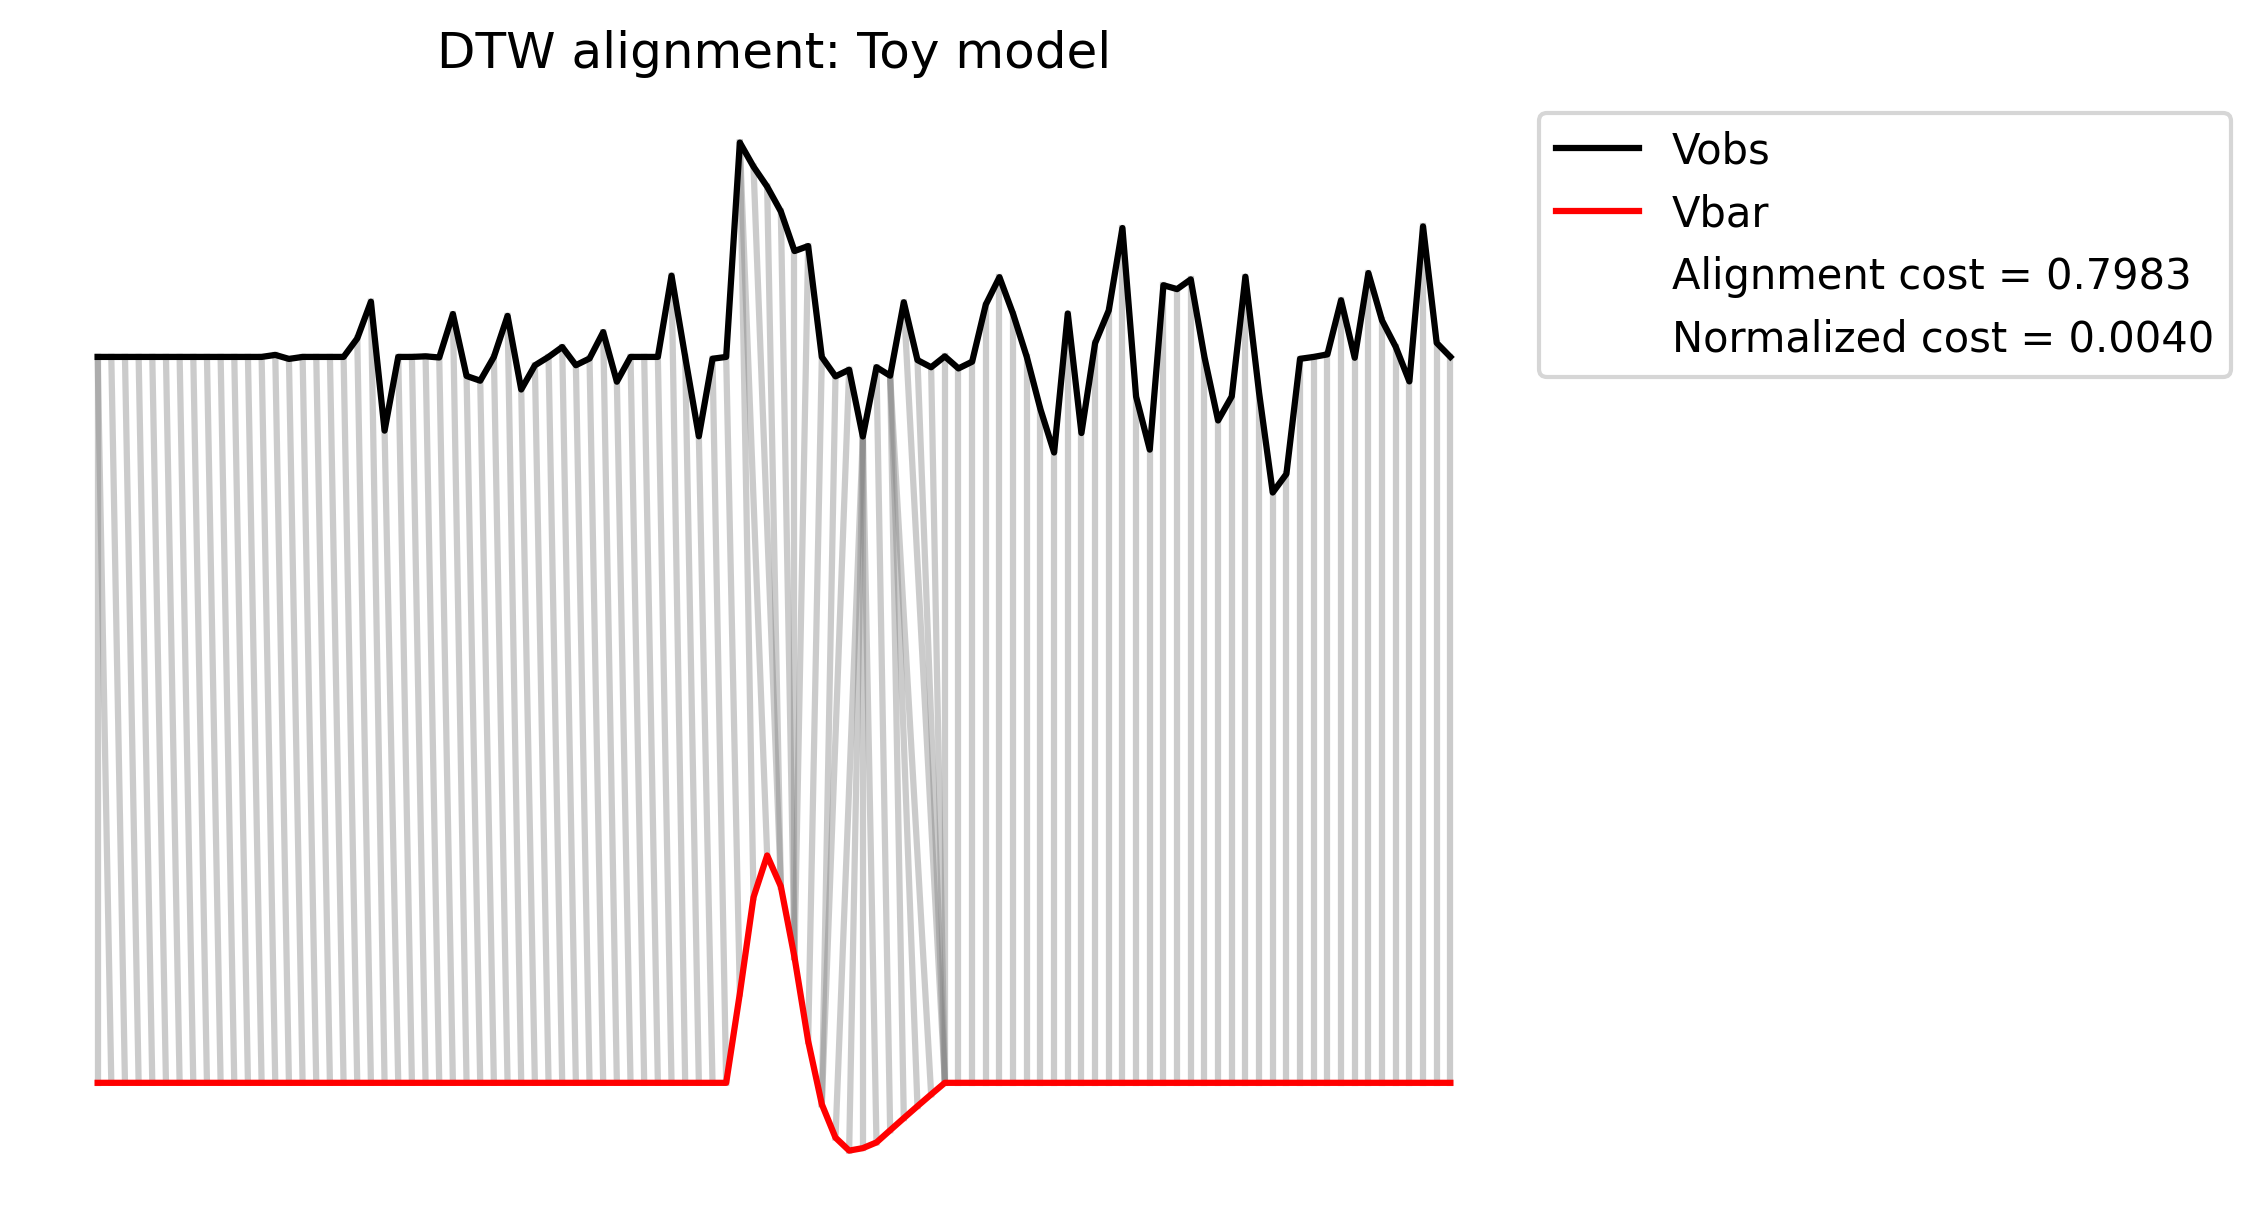 DTW alignment: Toy model
Vobs
Vbar
Alignment cost = 0.7983
Normalized cost = 0.0040